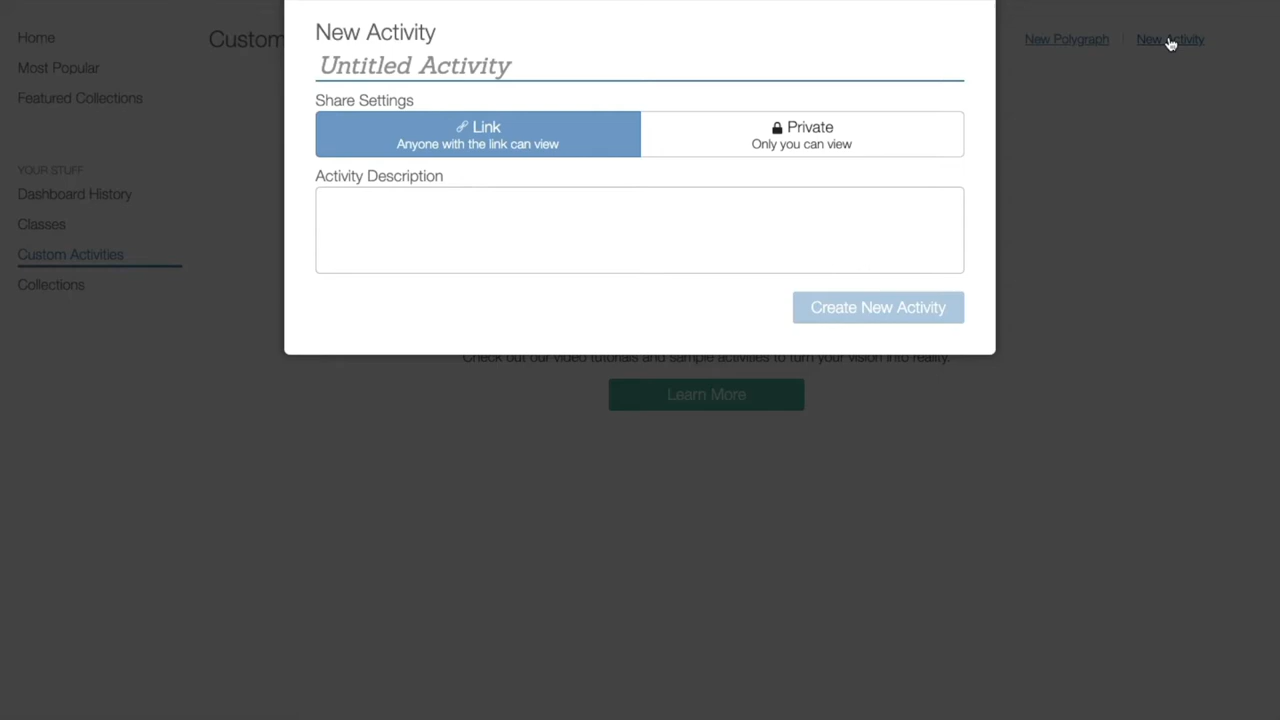 Home
Most Popular
Featured Collections
YOUR STUFF
Dashboard History
Classes
Custom Activities
Collections
Custom
New Polygraph
New Activity
New Activity
Untitled Activity
Share Settings
Link
Anyone with the link can view
Private
Only you can view
Activity Description
Create New Activity
Check out our video tutorials and sample activities to turn your vision into reality.
Learn More